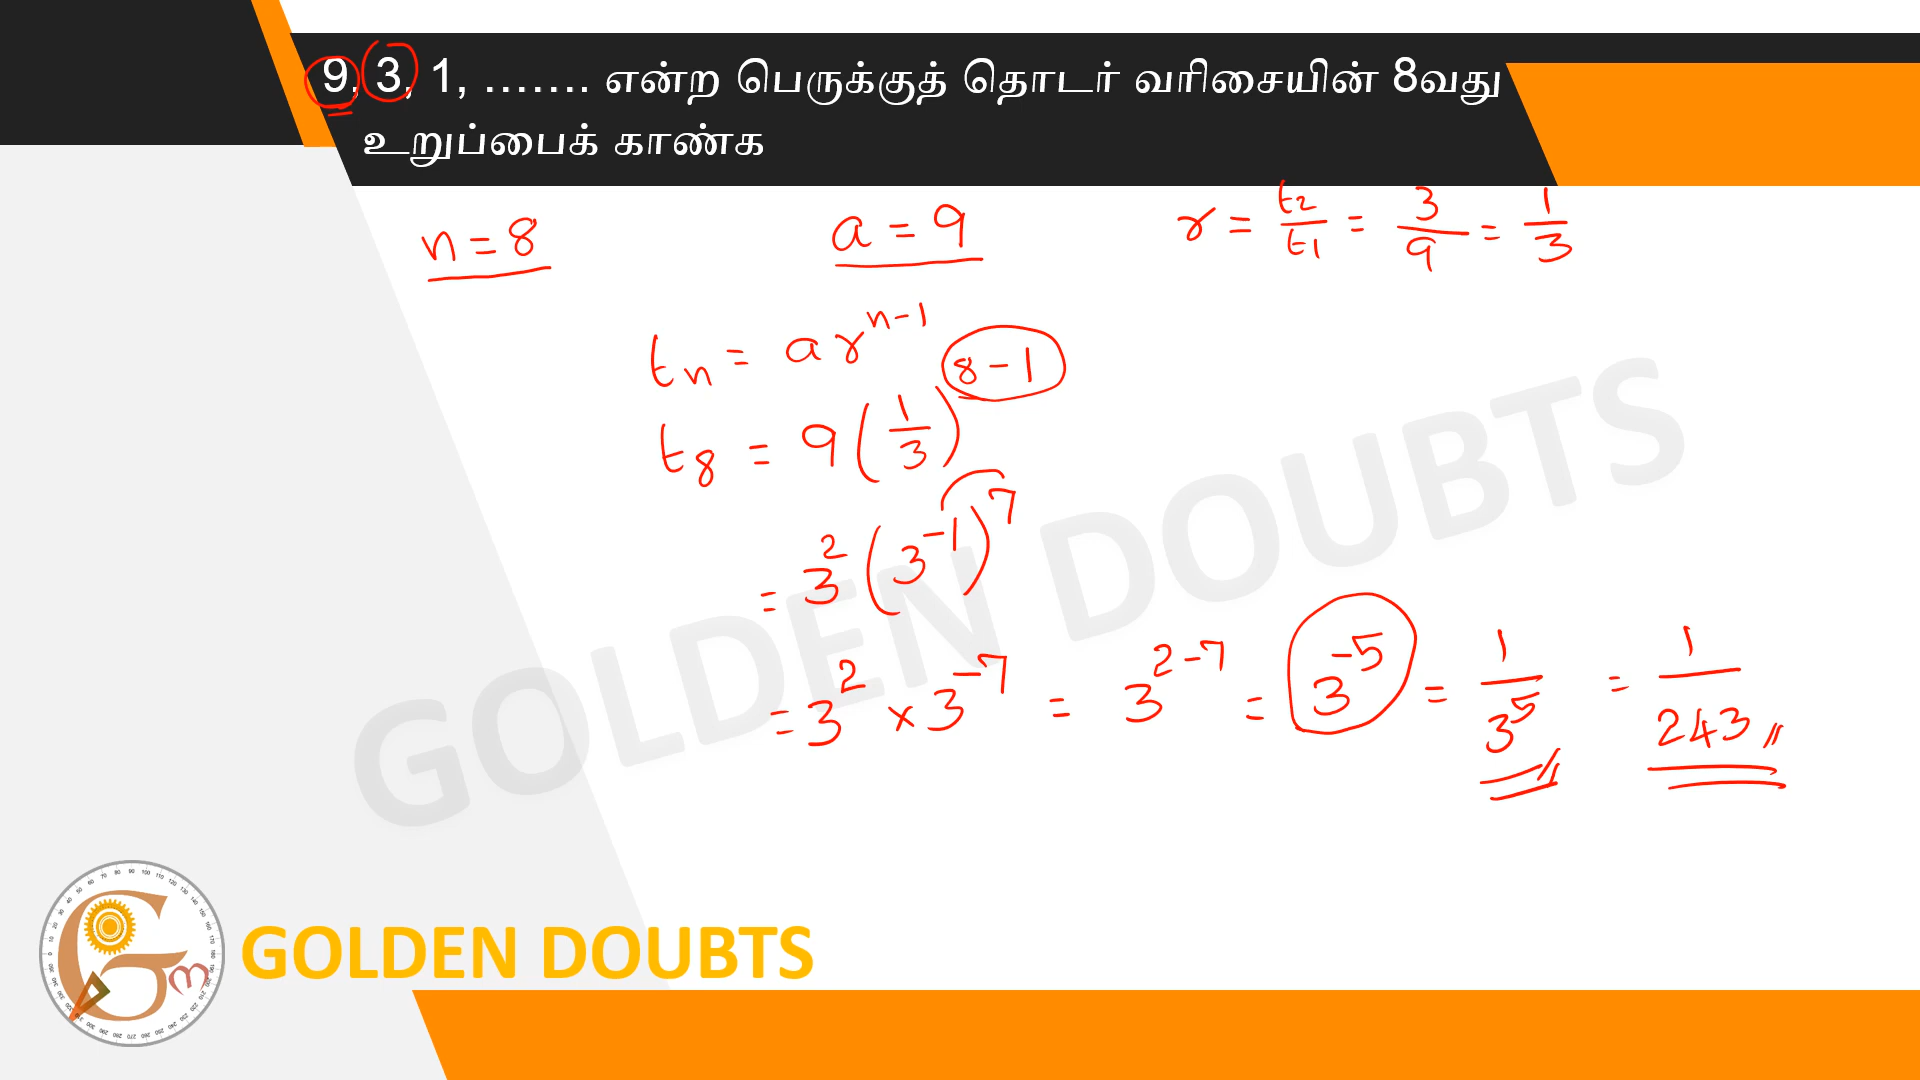 9, 3, 1, ....... என்ற பெருக்குத் தொடர் வரிசையின் 8வது
உறுப்பைக் காண்க
n = 8
a = 9
r = t2/t1 = 3/9 = 1/3
tn = ar^(n-1)
t8 = 9(1/3)^(8-1)
= 3^2 (3^-1)^7
= 3^2 × 3^-7 = 3^(2-7) = 3^-5 = 1/3^5 = 1/243 //
GOLDEN DOUBTS
Gm
GOLDEN DOUBTS